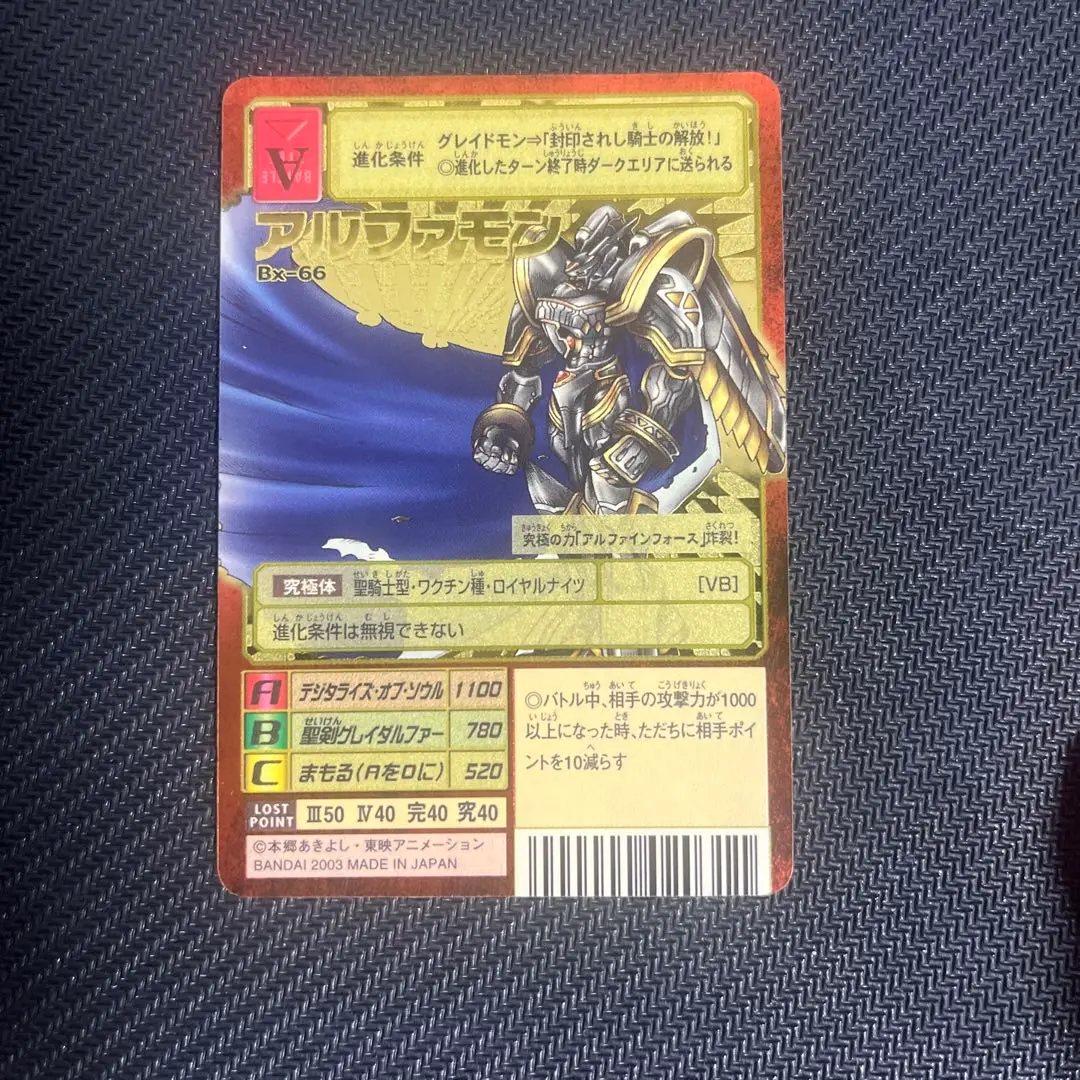 A
グレイドモン⇒「封印されし騎士の解放!」
進化条件
◎進化したターン終了時ダークエリアに送られる
アルファモン
Bx-66
究極の力「アルファインフォース」炸裂!
究極体 聖騎士型・ワクチン種・ロイヤルナイツ [VB]
進化条件は無視できない
A デジタライズ・オブ・ソウル 1100
B 聖剣グレイダルファー 780
C まもる(Aを0に) 520
LOST POINT Ⅲ50 Ⅳ40 完40 究40
©本郷あきよし・東映アニメーション
BANDAI 2003 MADE IN JAPAN
◎バトル中、相手の攻撃力が1000
以上になった時、ただちに相手ポイ
ントを10減らす